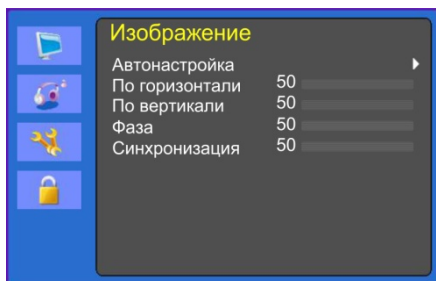 Изображение
Автонастройка
По горизонтали 50
По вертикали 50
Фаза 50
Синхронизация 50